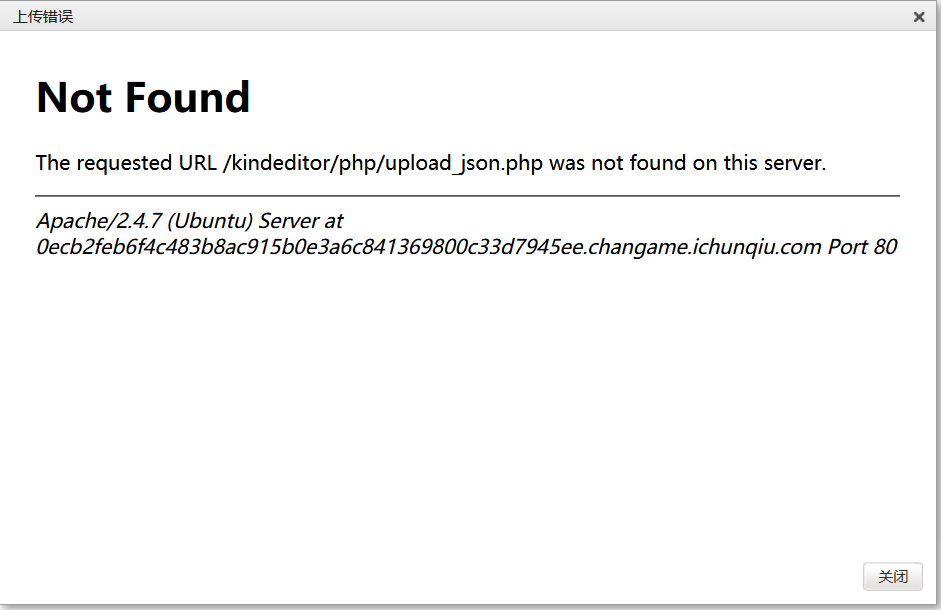 上传错误
Not Found
The requested URL /kindeditor/php/upload_json.php was not found on this server.
Apache/2.4.7 (Ubuntu) Server at
0ecb2feb6f4c483b8ac915b0e3a6c841369800c33d7945ee.changame.ichunqiu.com Port 80
关闭